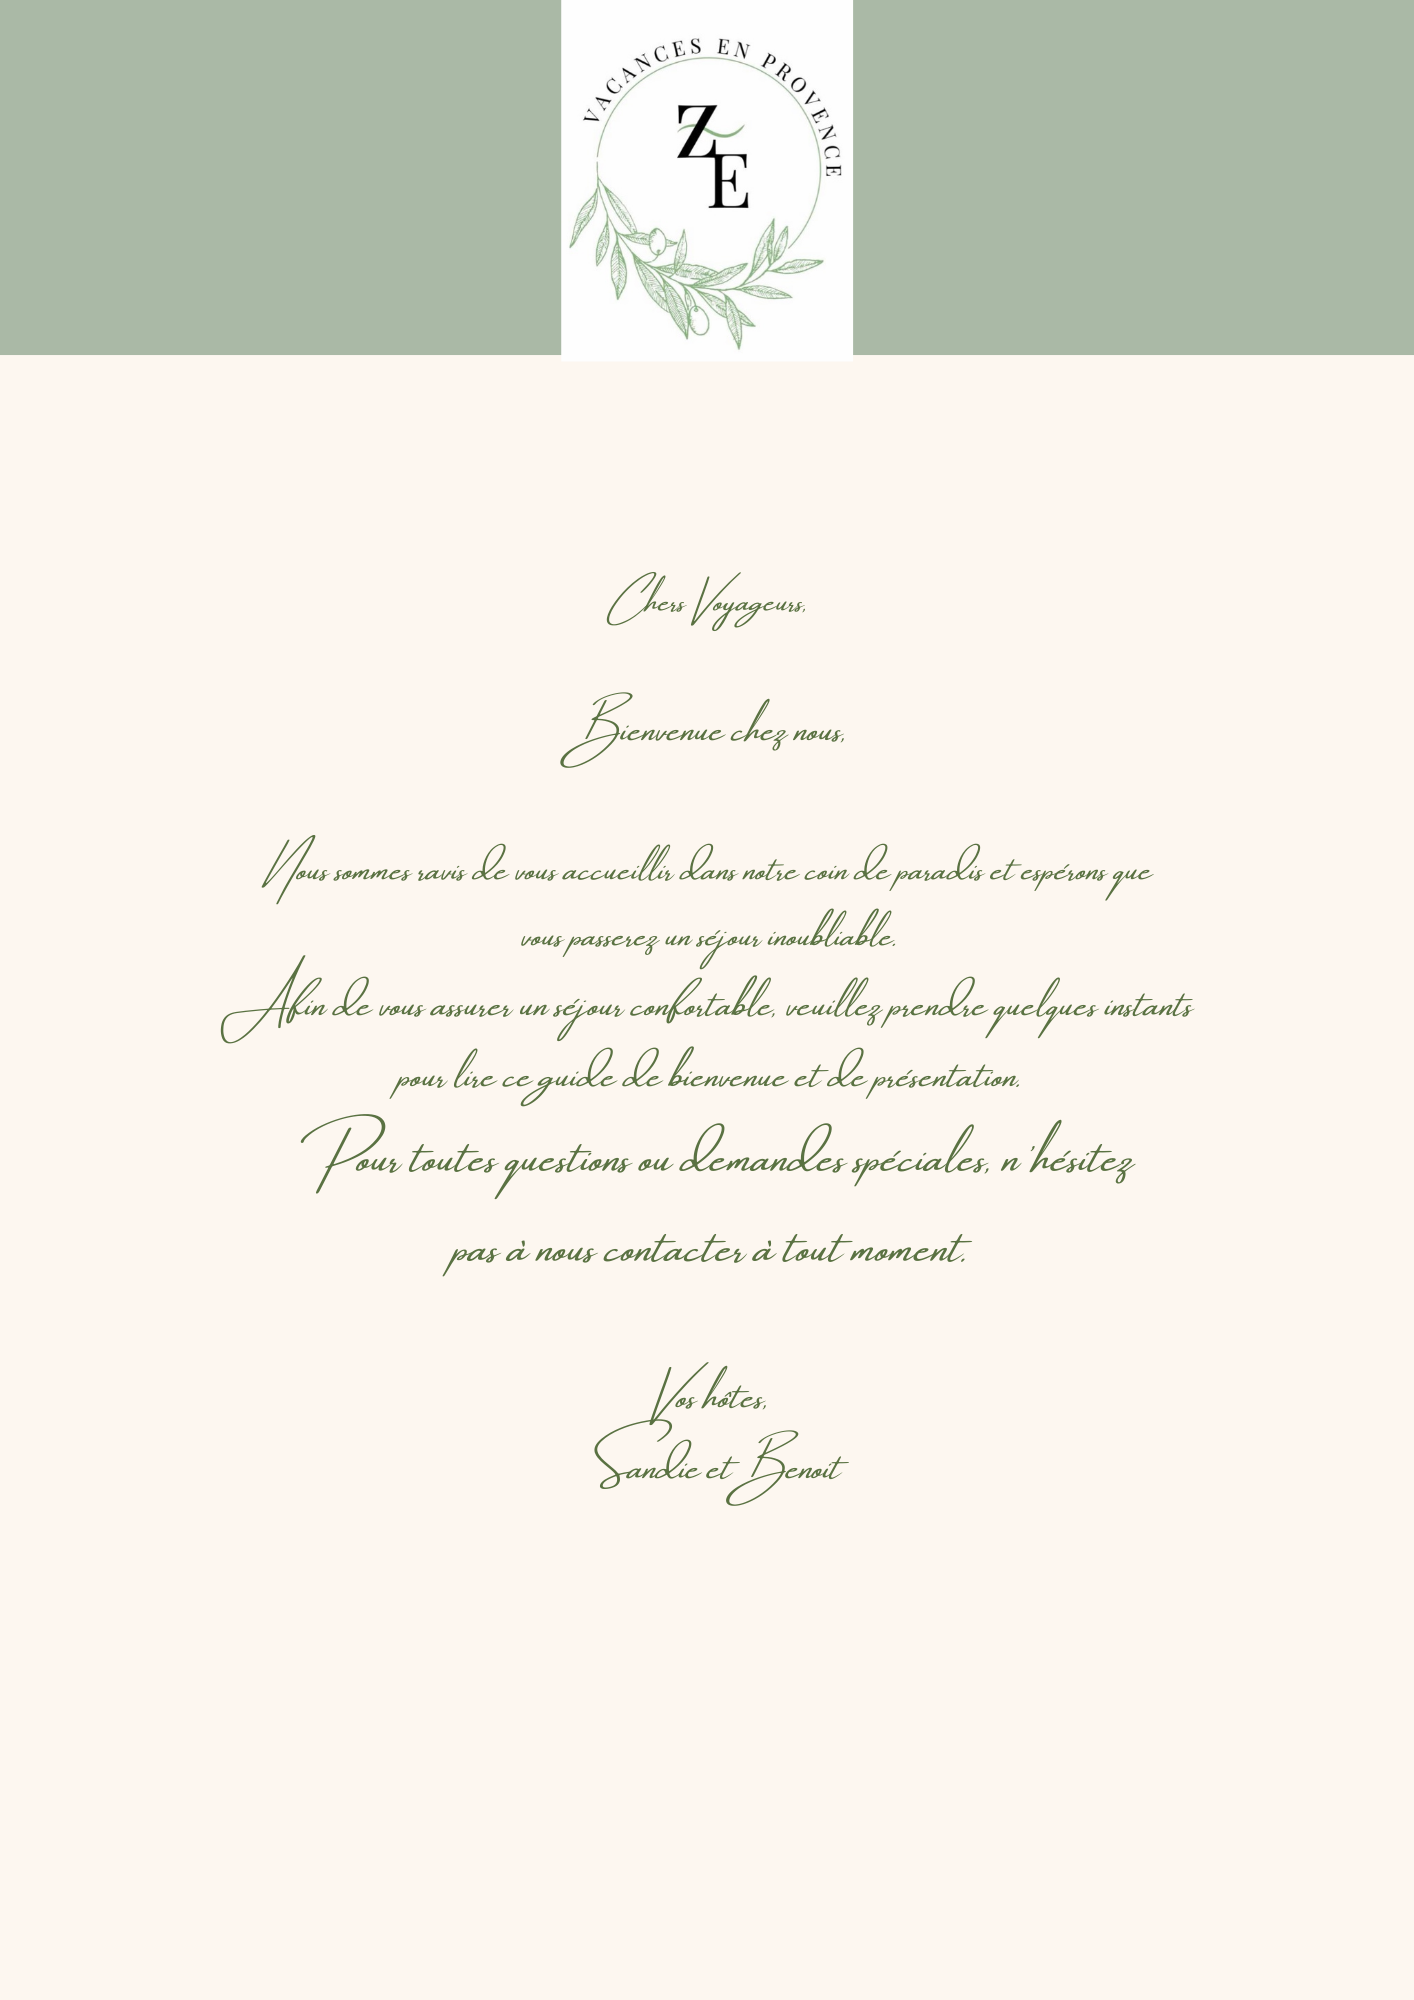 VACANCES EN PROVENCE
Z
E
Chers Voyageurs,
Bienvenue chez nous,
Nous sommes ravis de vous accueillir dans notre coin de paradis et espérons que
vous passerez un séjour inoubliable.
Afin de vous assurer un séjour confortable, veuillez prendre quelques instants
pour lire ce guide de bienvenue et de présentation.
Pour toutes questions ou demandes spéciales, n'hésitez
pas à nous contacter à tout moment.
Vos hôtes,
Sandie et Benoit